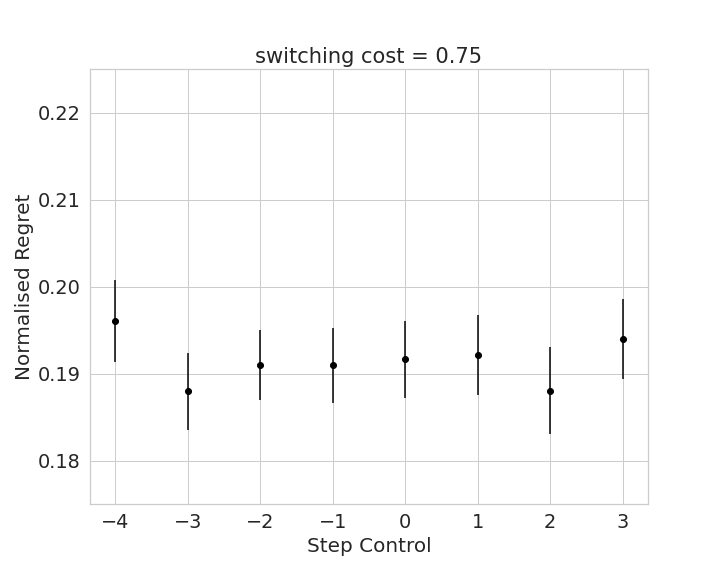 switching cost = 0.75
0.22
0.21
0.20
0.19
0.18
Normalised Regret
−4 −3 −2 −1 0 1 2 3
Step Control